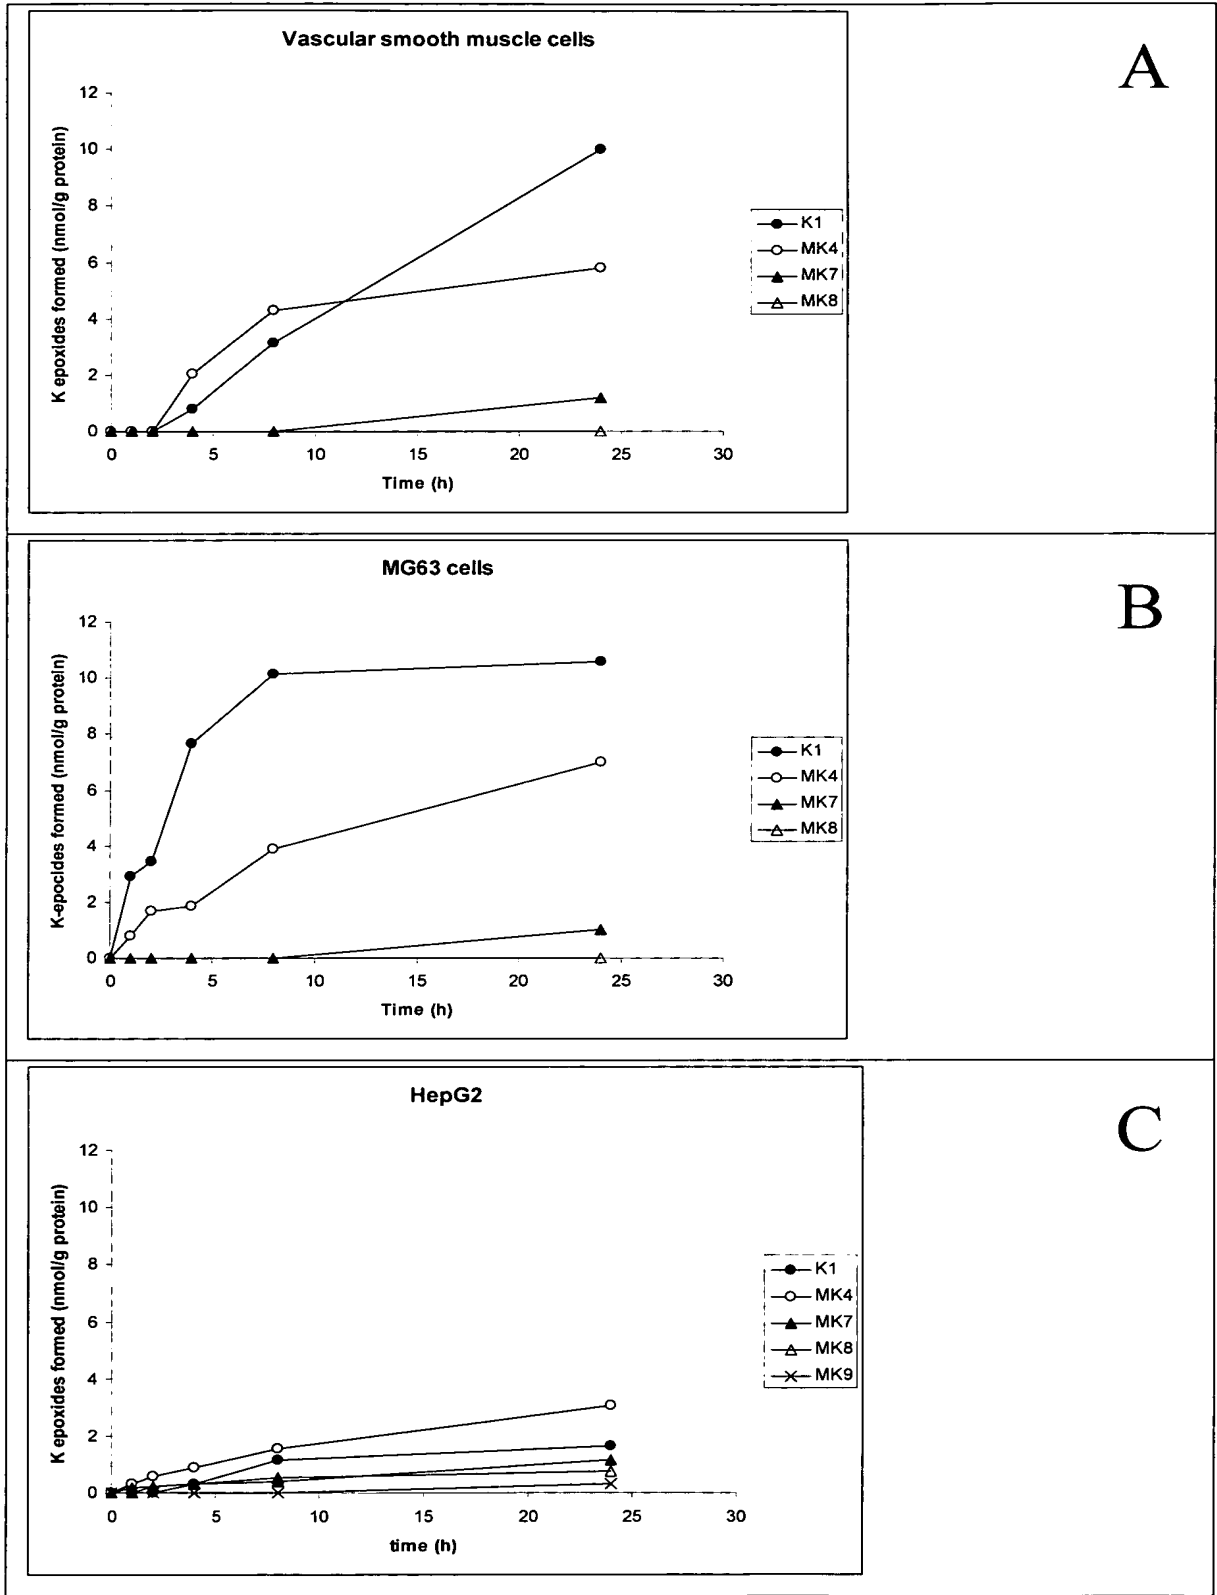 Vascular smooth muscle cells
A
K epoxides formed (nmol/g protein)
12
10
8
6
4
2
0
0 5 10 15 20 25 30
Time (h)
K1
MK4
MK7
MK8
MG63 cells
B
K-epocides formed (nmol/g protein)
12
10
8
6
4
2
0
0 5 10 15 20 25 30
Time (h)
K1
MK4
MK7
MK8
HepG2
C
K epoxides formed (nmol/g protein)
12
10
8
6
4
2
0
0 5 10 15 20 25 30
time (h)
K1
MK4
MK7
MK8
MK9